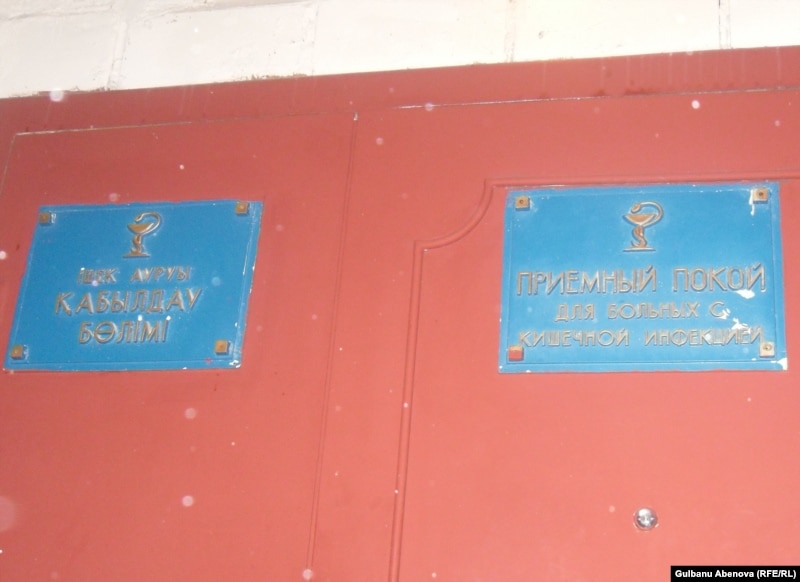 ІШЕК АУРУЫ
ҚАБЫЛДАУ
БӨЛІМІ
ПРИЕМНЫЙ ПОКОЙ
ДЛЯ БОЛЬНЫХ С
КИШЕЧНОЙ ИНФЕКЦИЕЙ
Gulbanu Abenova (RFE/RL)